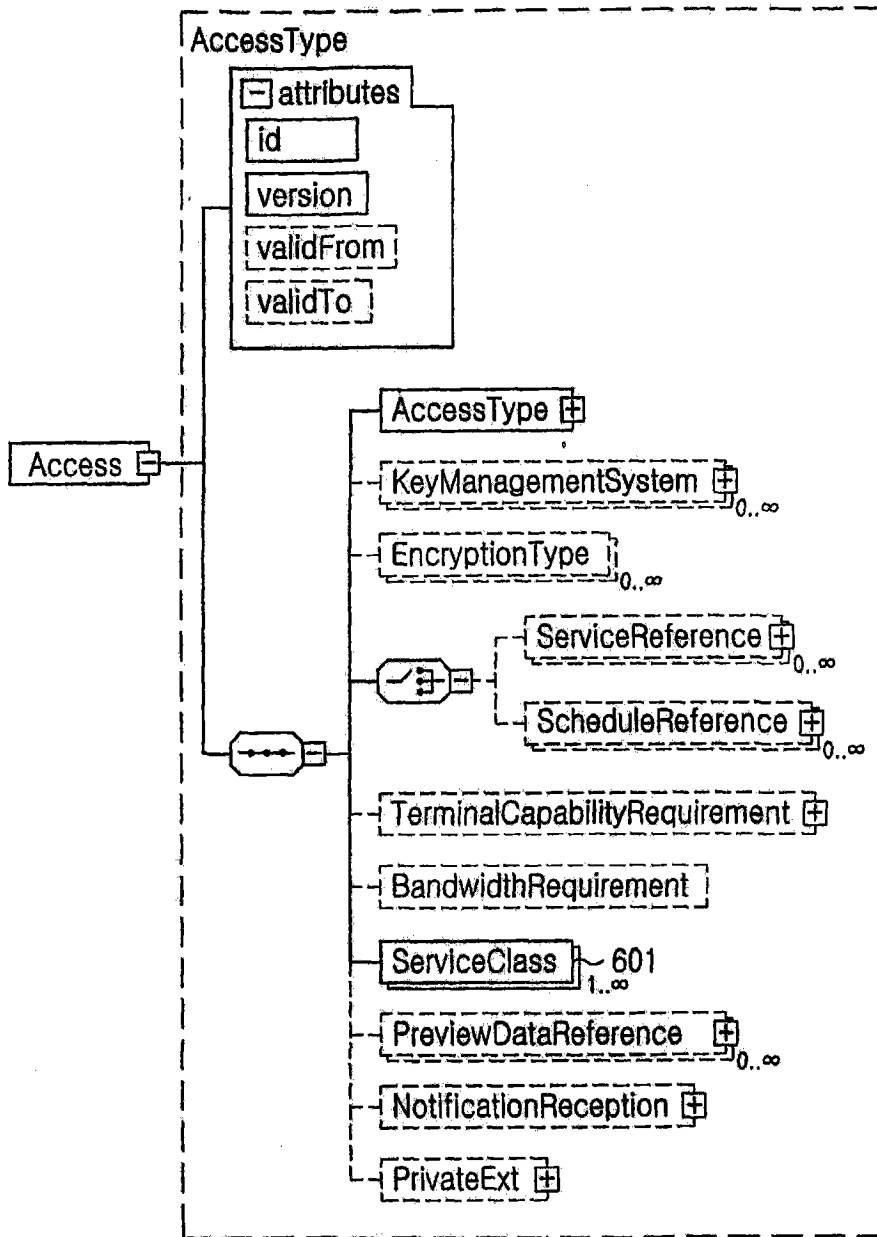 AccessType
attributes
id
version
validFrom
validTo
Access
AccessType
KeyManagementSystem
0..∞
EncryptionType
0..∞
ServiceReference
0..∞
ScheduleReference
0..∞
TerminalCapabilityRequirement
BandwidthRequirement
ServiceClass 601
1..∞
PreviewDataReference
0..∞
NotificationReception
PrivateExt